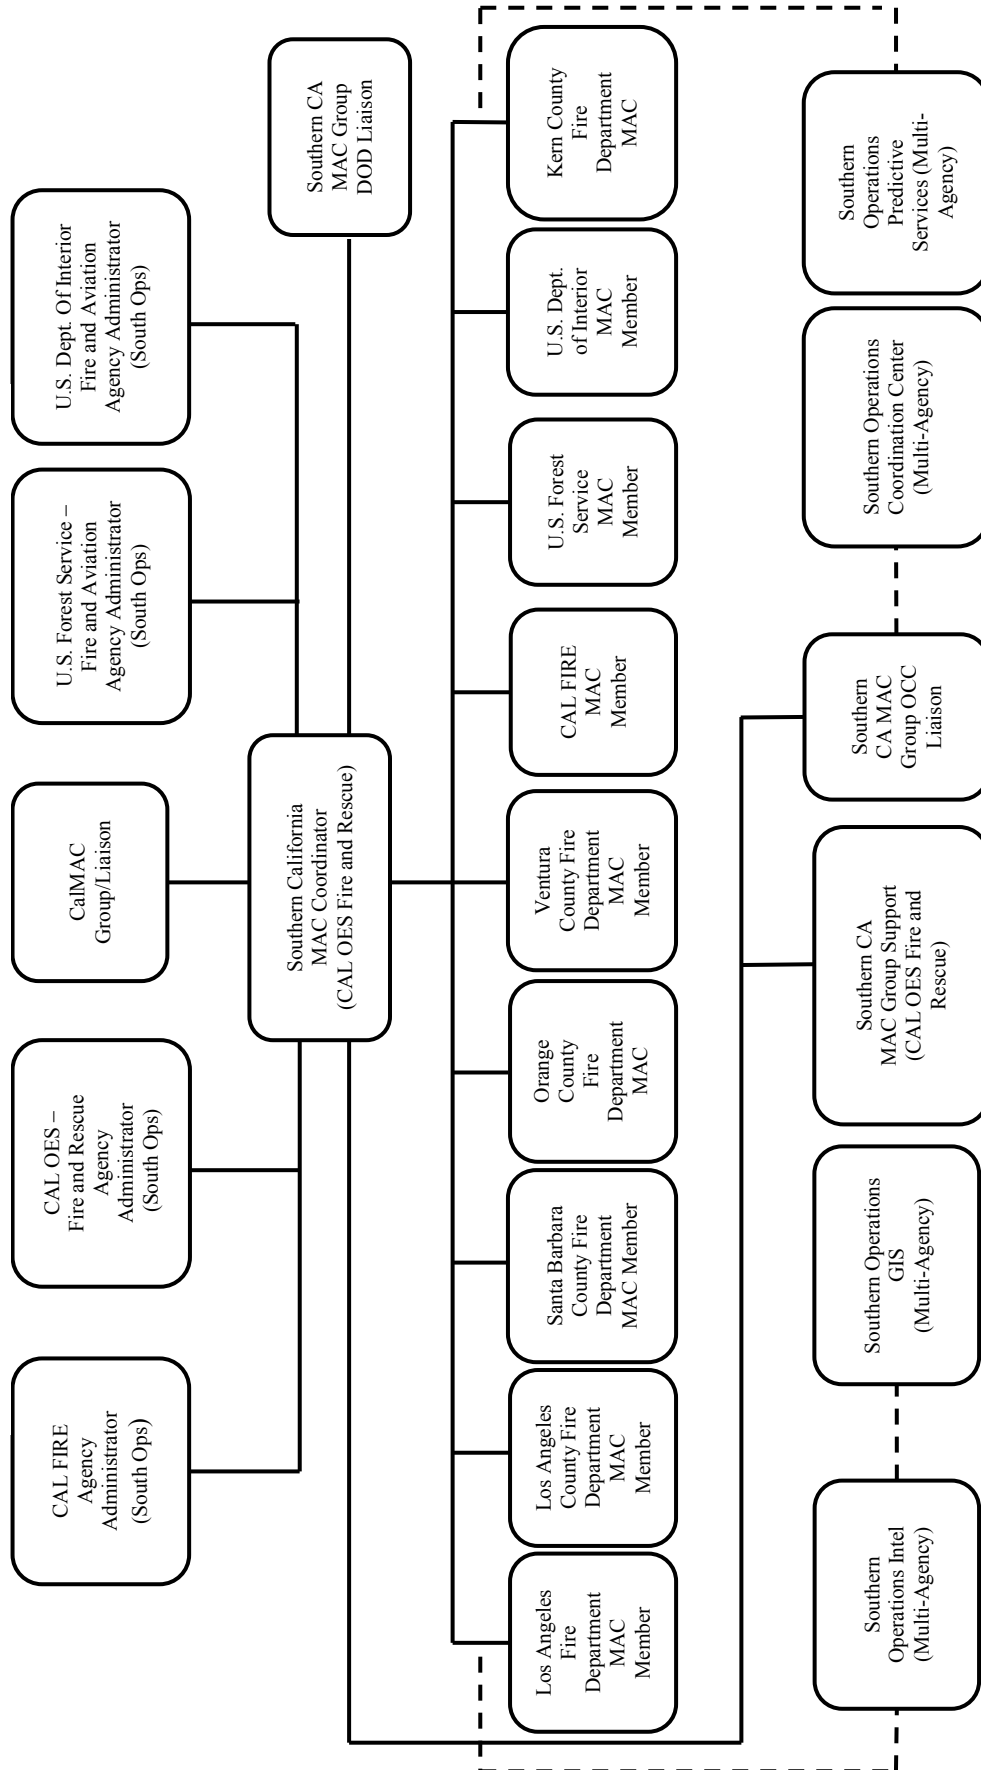 CAL FIRE
Agency
Administrator
(South Ops)
CAL OES –
Fire and Rescue
Agency
Administrator
(South Ops)
CalMAC
Group/Liaison
U.S. Forest Service –
Fire and Aviation
Agency Administrator
(South Ops)
U.S. Dept. Of Interior
Fire and Aviation
Agency Administrator
(South Ops)
Southern California
MAC Coordinator
(CAL OES Fire and Rescue)
Southern CA
MAC Group
DOD Liaison
Los Angeles
Fire
Department
MAC
Member
Los Angeles
County Fire
Department
MAC
Member
Santa Barbara
County Fire
Department
MAC Member
Orange
County
Fire
Department
MAC
Ventura
County Fire
Department
MAC
Member
CAL FIRE
MAC
Member
U.S. Forest
Service
MAC
Member
U.S. Dept.
of Interior
MAC
Member
Kern County
Fire
Department
MAC
Southern
Operations Intel
(Multi-Agency)
Southern Operations
GIS
(Multi-Agency)
Southern CA
MAC Group Support
(CAL OES Fire and
Rescue)
Southern
CA MAC
Group OCC
Liaison
Southern Operations
Coordination Center
(Multi-Agency)
Southern
Operations
Predictive
Services (Multi-
Agency)